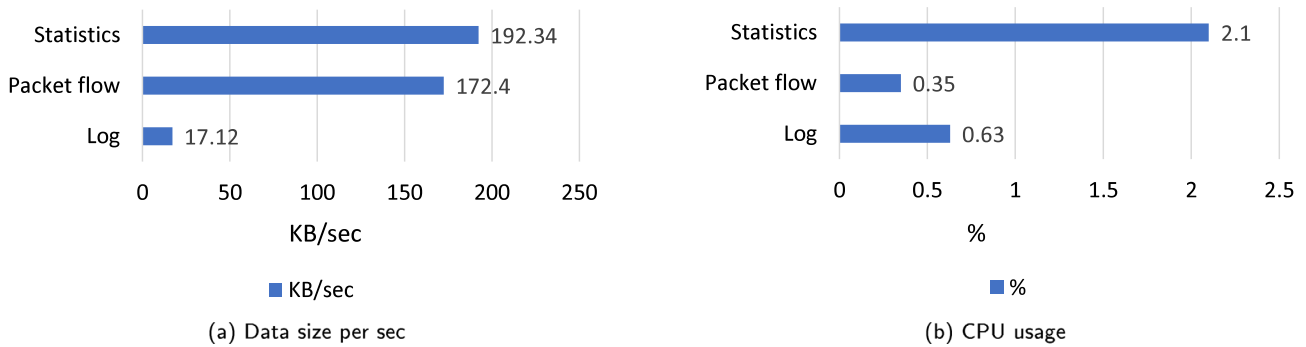 Statistics
192.34
Packet flow
172.4
Log
17.12
0 50 100 150 200 250
KB/sec
KB/sec
(a) Data size per sec
Statistics
2.1
Packet flow
0.35
Log
0.63
0 0.5 1 1.5 2 2.5
%
%
(b) CPU usage